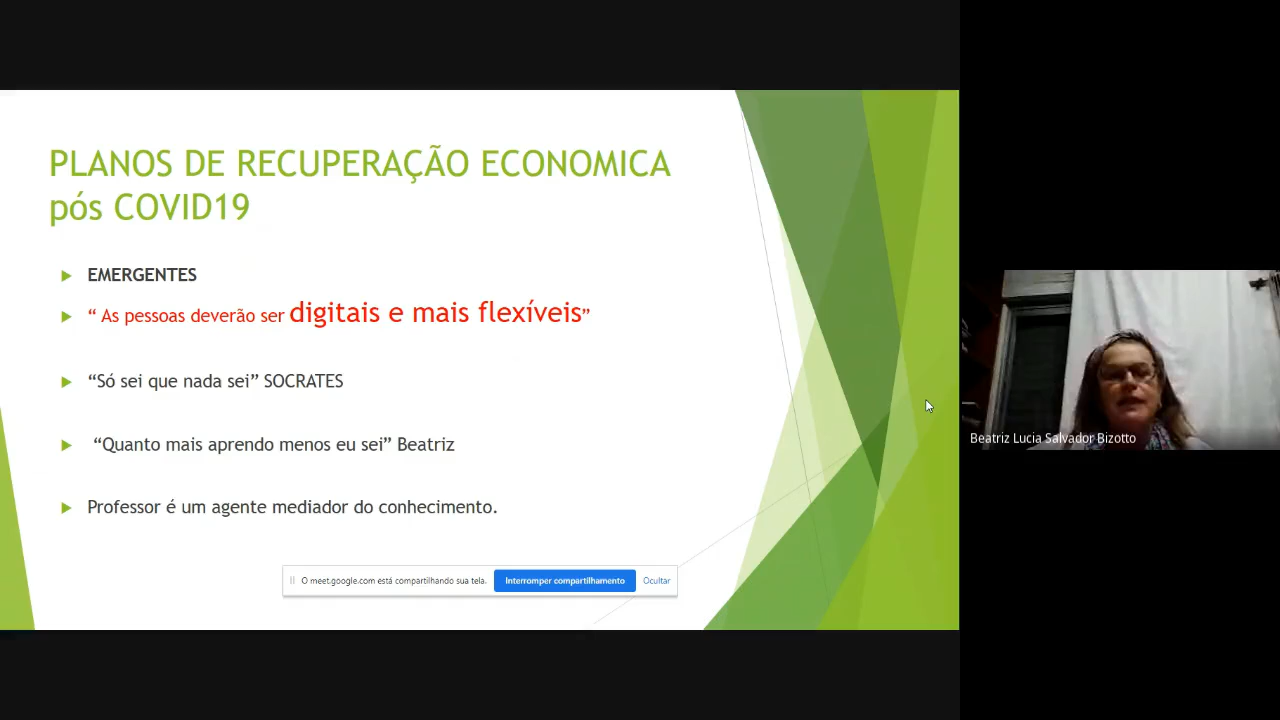 PLANOS DE RECUPERAÇÃO ECONOMICA
pós COVID19
EMERGENTES
“ As pessoas deverão ser digitais e mais flexíveis”
“Só sei que nada sei” SOCRATES
“Quanto mais aprendo menos eu sei” Beatriz
Professor é um agente mediador do conhecimento.
O meet.google.com está compartilhando sua tela. Interromper compartilhamento Ocultar
Beatriz Lucia Salvador Bizotto